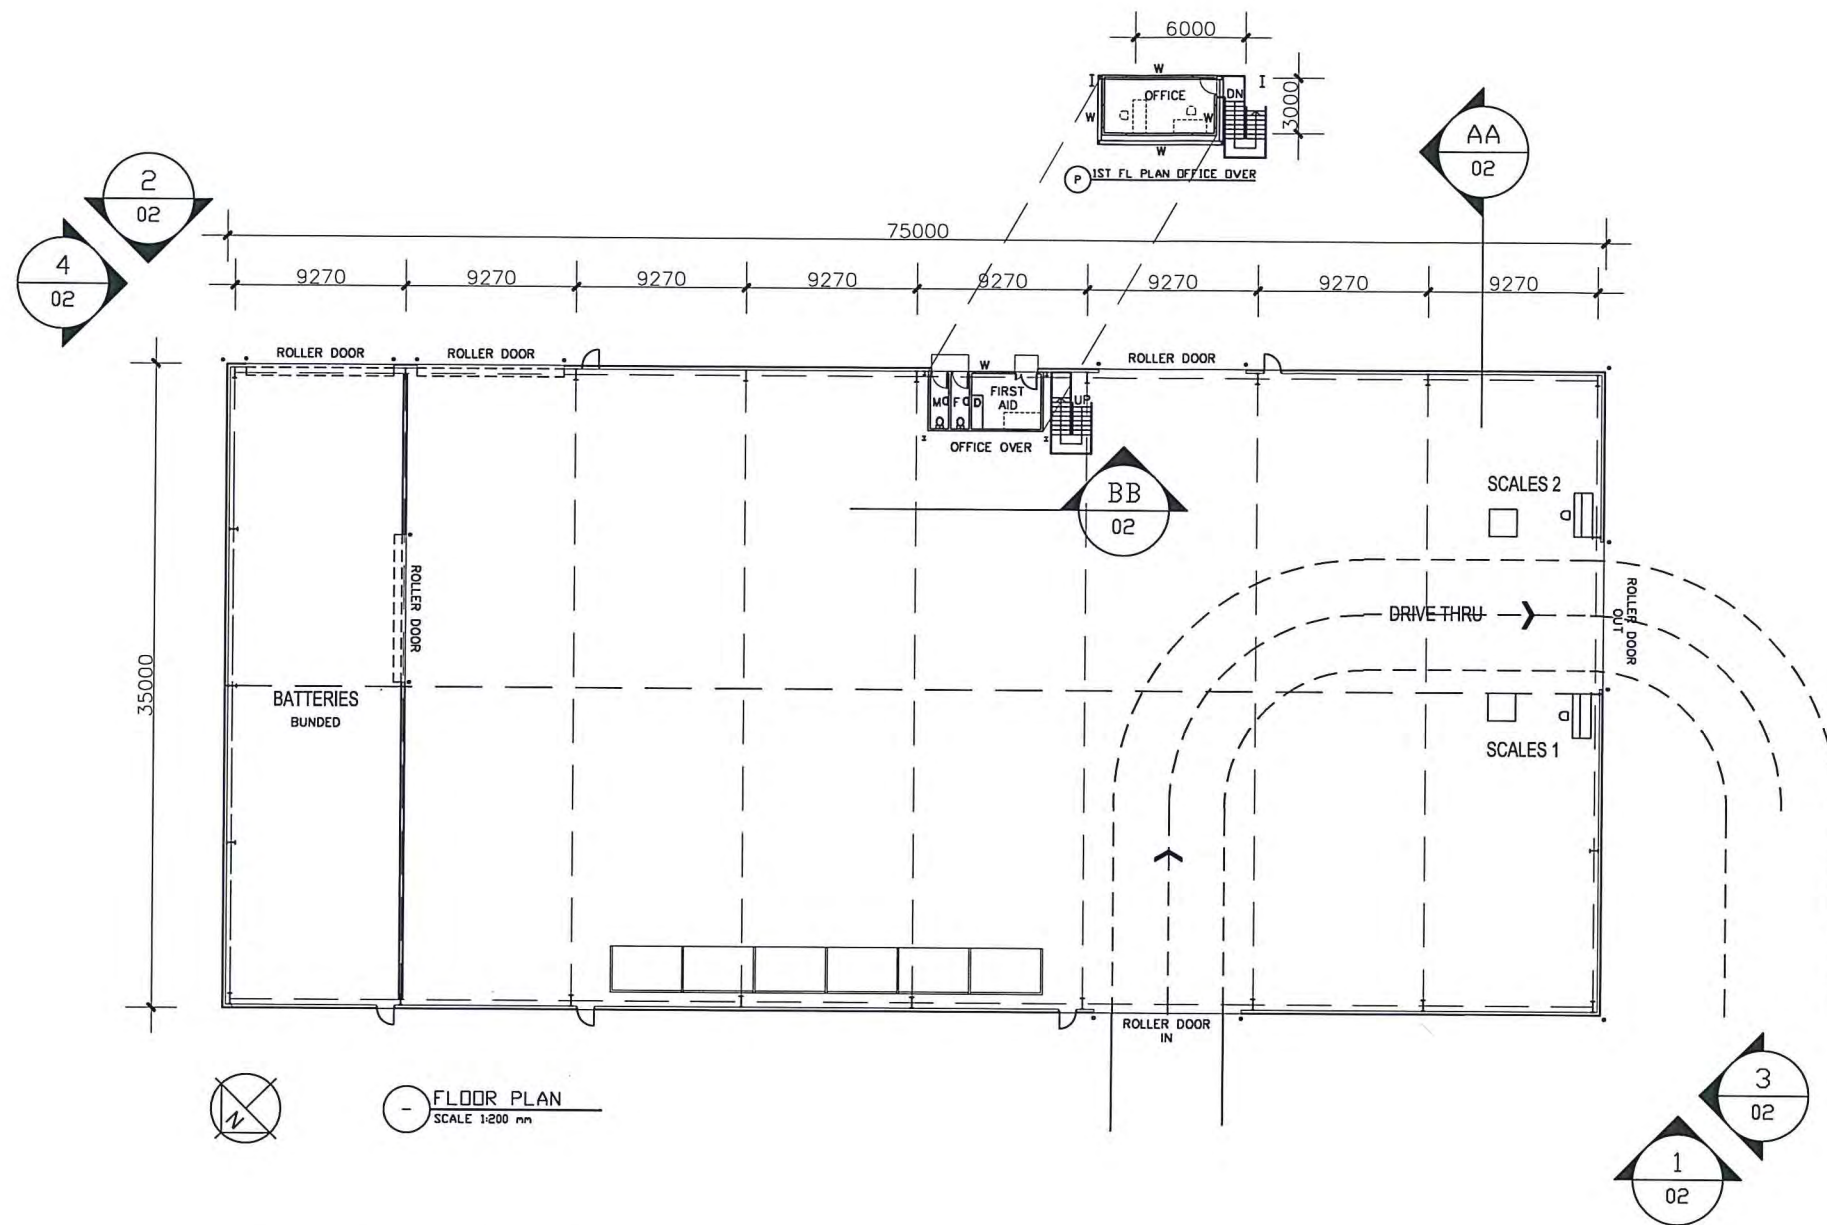 6000
W
I
I
OFFICE
DN
3000
W
W
W
P
1ST FL PLAN OFFICE OVER
AA
02
2
02
4
02
75000
9270
9270
9270
9270
9270
9270
9270
9270
ROLLER DOOR
ROLLER DOOR
ROLLER DOOR
W
FIRST
AID
M
F
D
UP
OFFICE OVER
BB
02
SCALES 2
ROLLER DOOR
ROLLER DOOR
OUT
DRIVE THRU
35000
BATTERIES
BUNDED
SCALES 1
ROLLER DOOR
IN
N
-
FLOOR PLAN
SCALE 1:200 mm
3
02
1
02